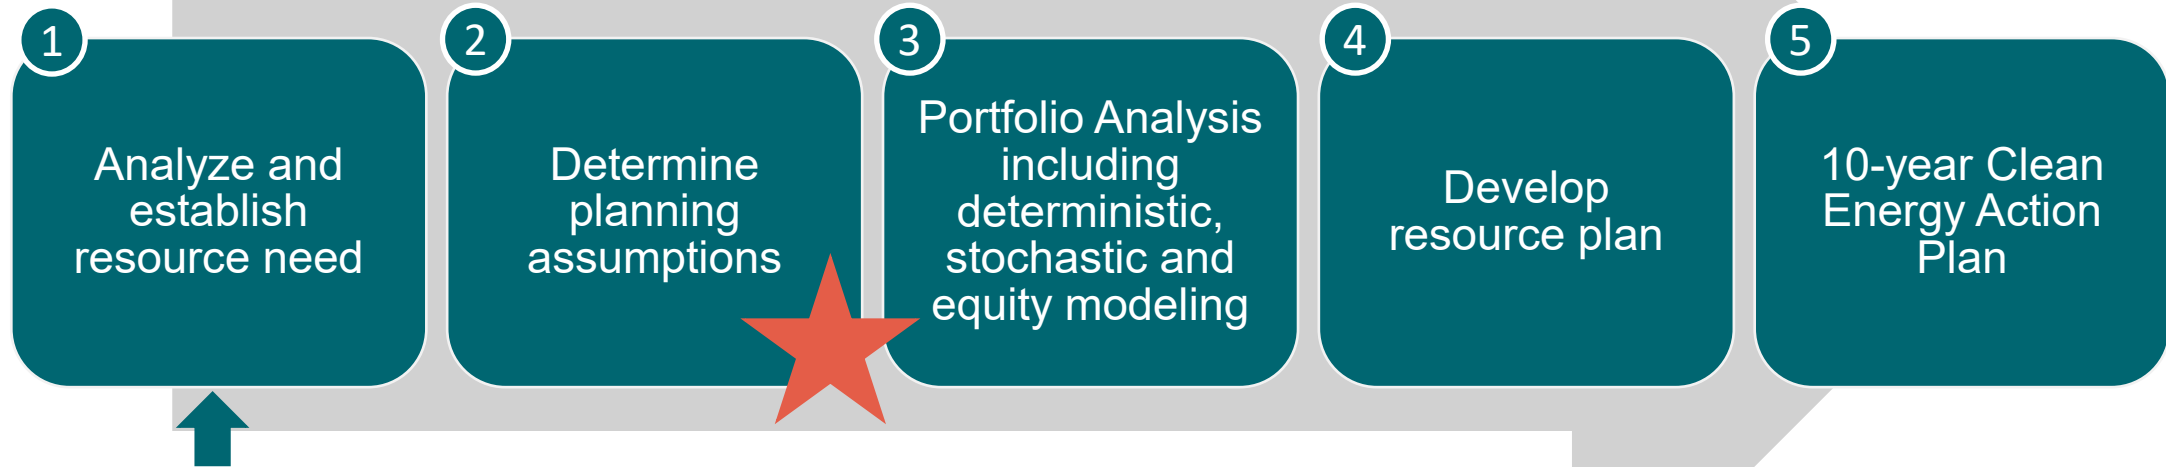 1
Analyze and
establish
resource need
2
Determine
planning
assumptions
3
Portfolio Analysis
including
deterministic,
stochastic and
equity modeling
4
Develop
resource plan
5
10-year Clean
Energy Action
Plan